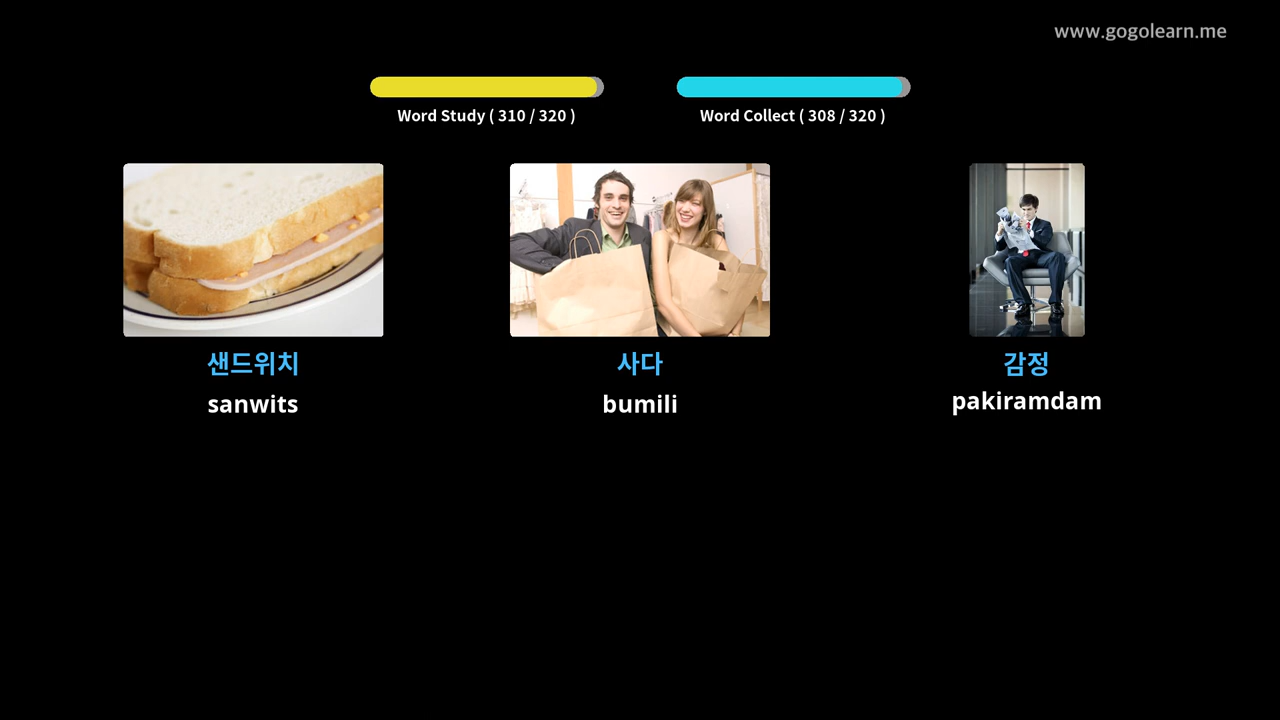 www.gogolearn.me
Word Study ( 310 / 320 )
Word Collect ( 308 / 320 )
샌드위치
sanwits
사다
bumili
감정
pakiramdam